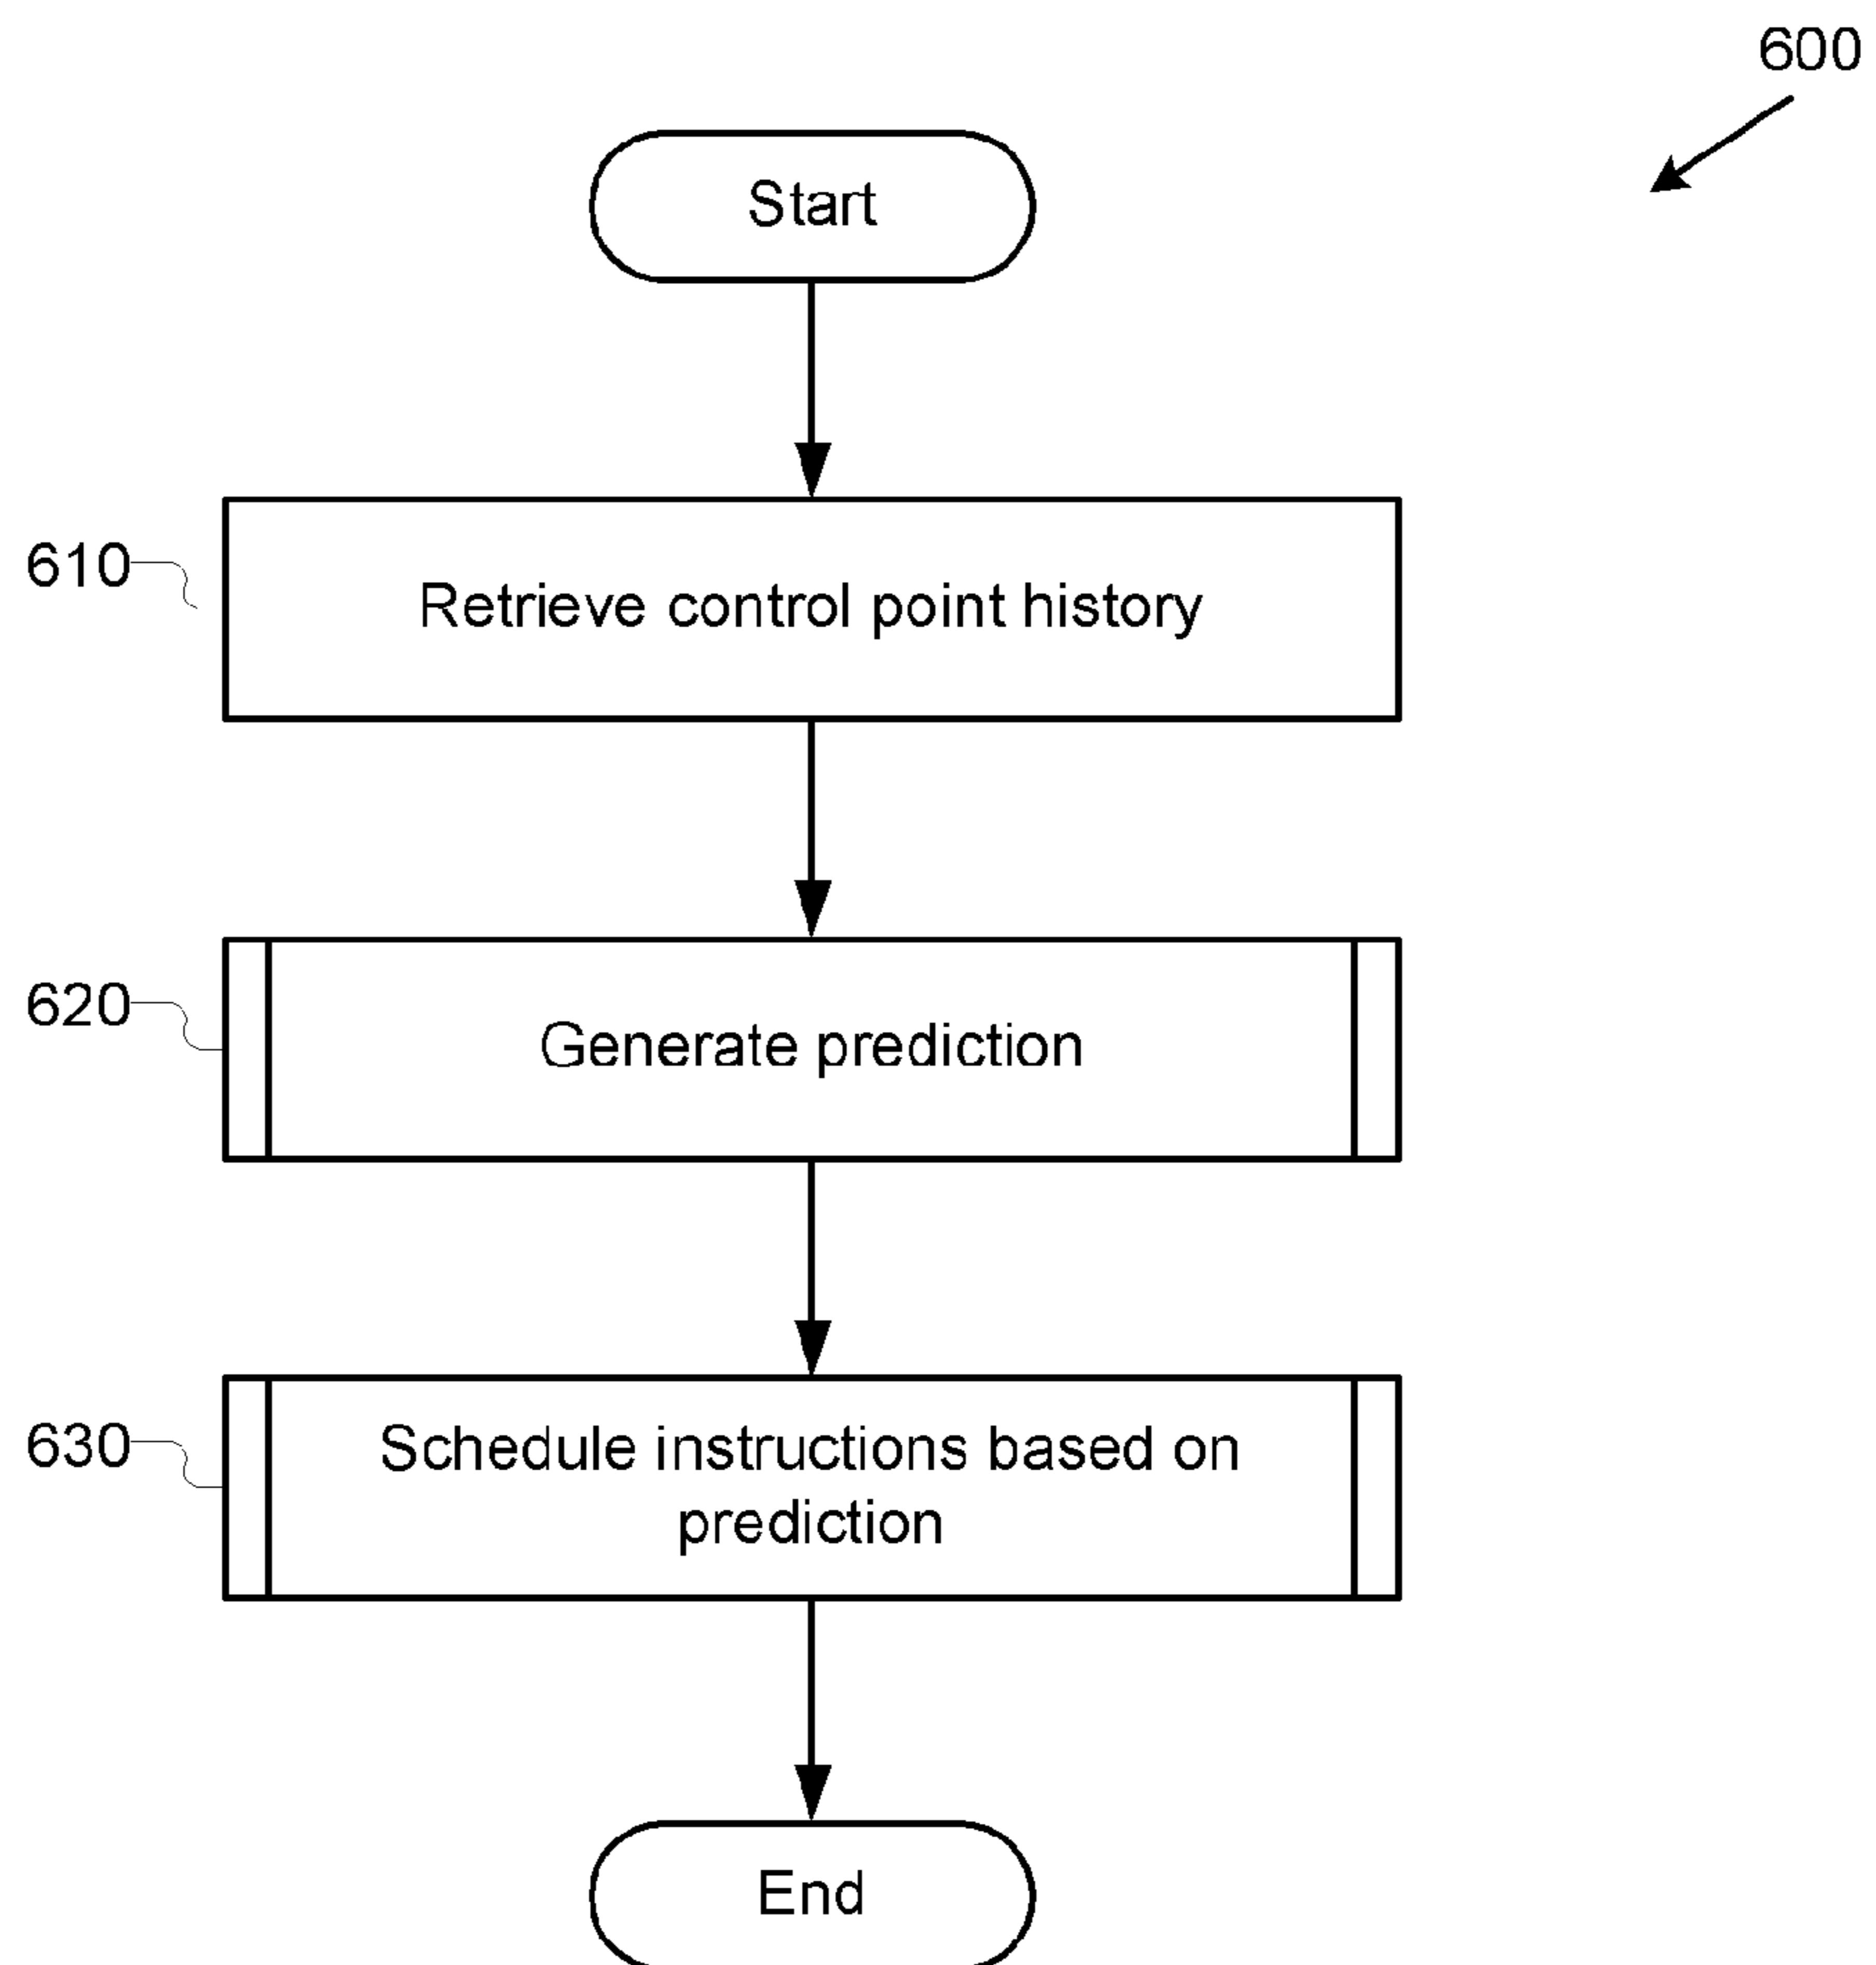 600
Start
610
Retrieve control point history
620
Generate prediction
630
Schedule instructions based on
prediction
End